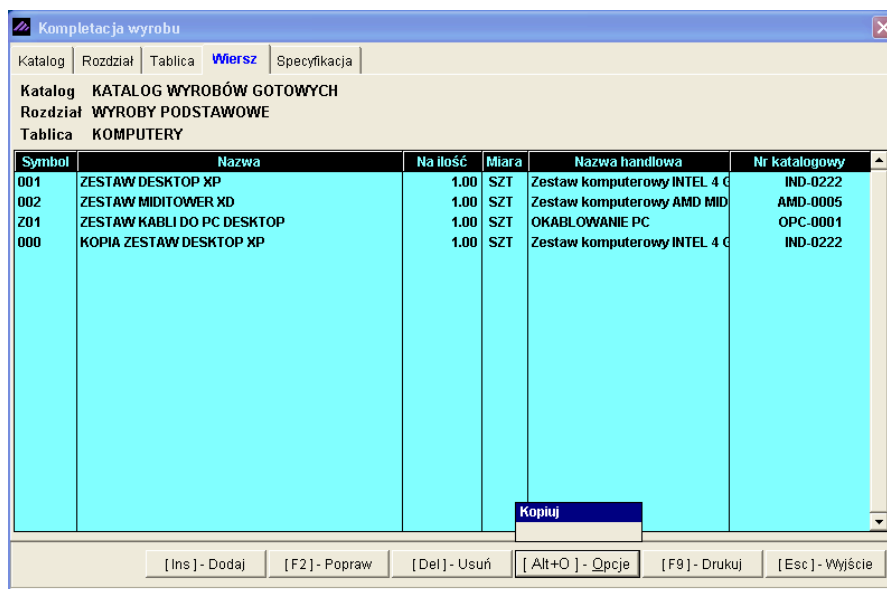 Kompletacja wyrobu
Katalog Rozdział Tablica Wiersz Specyfikacja
Katalog KATALOG WYROBÓW GOTOWYCH
Rozdział WYROBY PODSTAWOWE
Tablica KOMPUTERY
Symbol Nazwa Na ilość Miara Nazwa handlowa Nr katalogowy
001 ZESTAW DESKTOP XP 1.00 SZT Zestaw komputerowy INTEL 4 G IND-0222
002 ZESTAW MIDITOWER XD 1.00 SZT Zestaw komputerowy AMD MID AMD-0005
Z01 ZESTAW KABLI DO PC DESKTOP 1.00 SZT OKABLOWANIE PC OPC-0001
000 KOPIA ZESTAW DESKTOP XP 1.00 SZT Zestaw komputerowy INTEL 4 G IND-0222
Kopiuj
[ Ins ] - Dodaj [ F2 ] - Popraw [ Del ] - Usuń [ Alt+O ] - Opcje [ F9 ] - Drukuj [ Esc ] - Wyjście